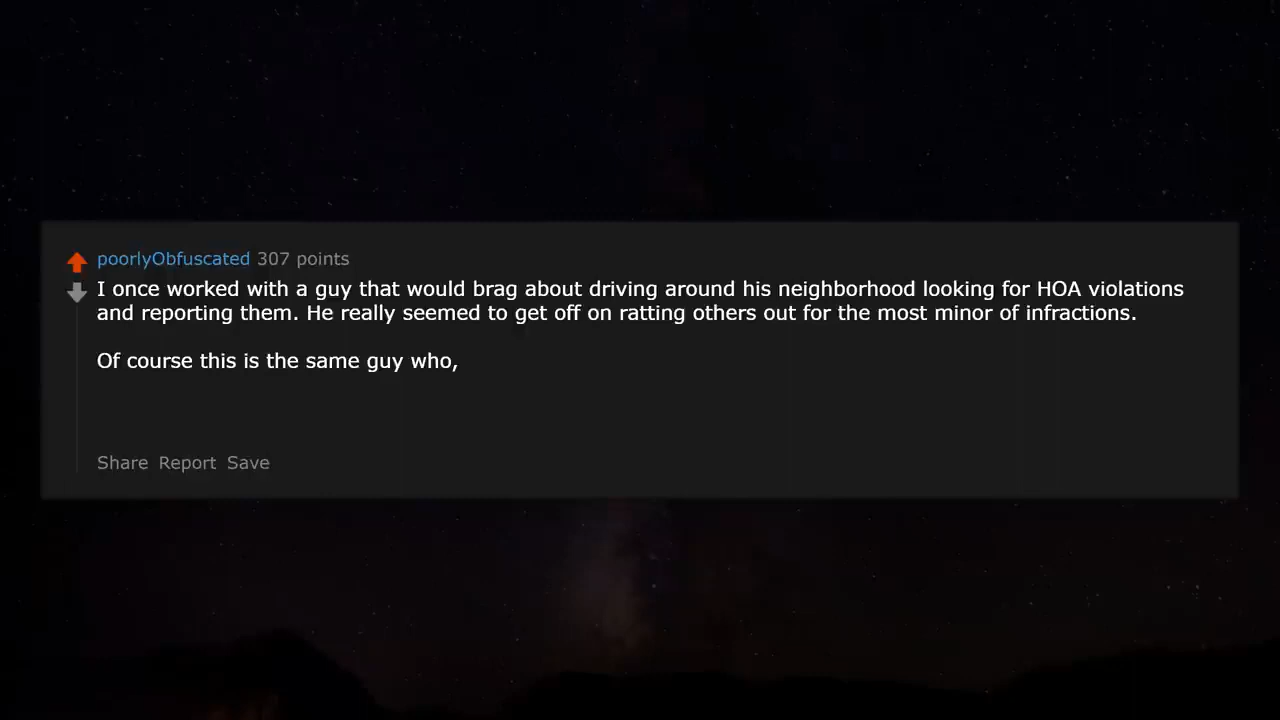 poorlyObfuscated 307 points
I once worked with a guy that would brag about driving around his neighborhood looking for HOA violations
and reporting them. He really seemed to get off on ratting others out for the most minor of infractions.
Of course this is the same guy who,
Share Report Save